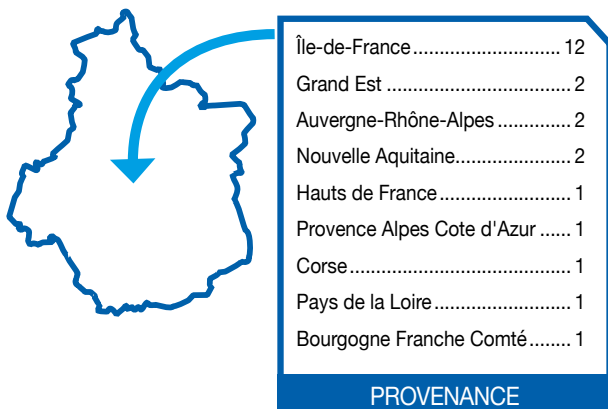 Île-de-France............................ 12
Grand Est ................................... 2
Auvergne-Rhône-Alpes .............. 2
Nouvelle Aquitaine...................... 2
Hauts de France......................... 1
Provence Alpes Cote d'Azur ...... 1
Corse.......................................... 1
Pays de la Loire.......................... 1
Bourgogne Franche Comté........ 1
PROVENANCE